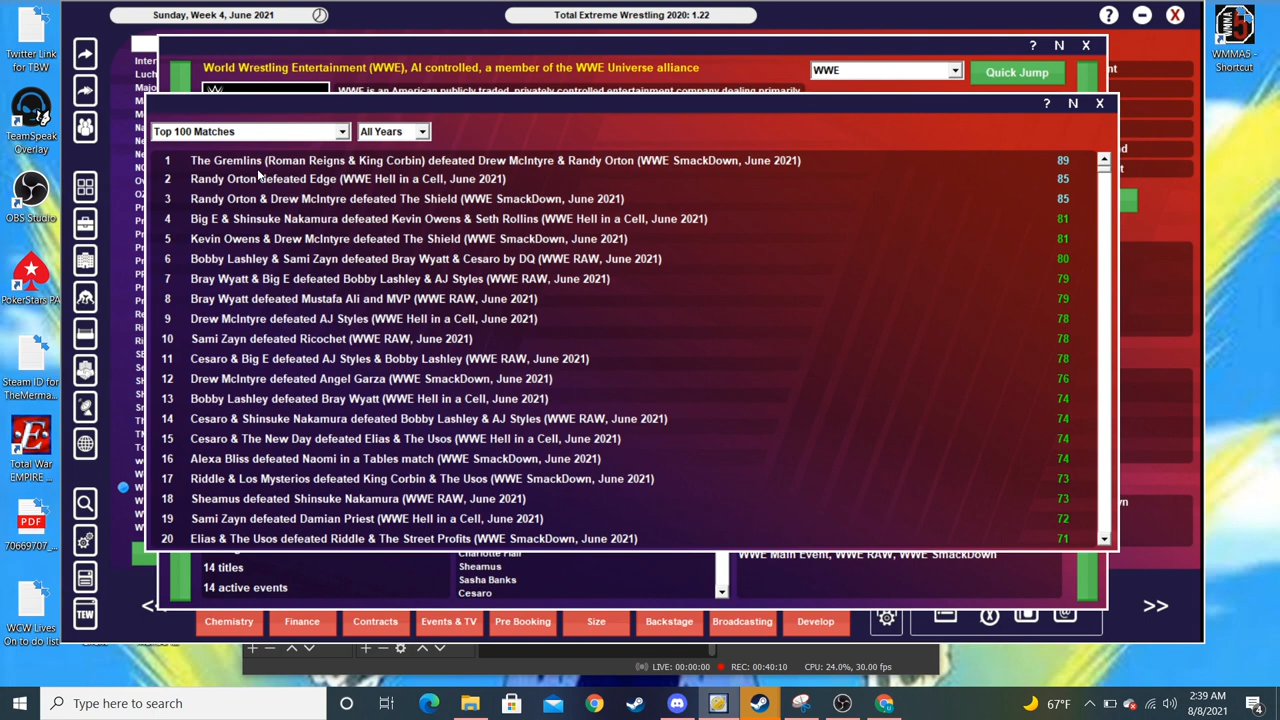 Twitter Link
for TBW
TeamSpeak
Overlay
OBS Studio
PokerStars PA
Steam ID for
TheMerma...
Total War
EMPIRE ...
PDF
70669707_...
WCW Lives
On to do list
WMMA5 -
Shortcut
Sunday, Week 4, June 2021
Total Extreme Wrestling 2020: 1.22
? N X
World Wrestling Entertainment (WWE), AI controlled, a member of the WWE Universe alliance
WWE
Quick Jump
WWE is an American publicly traded, privately controlled entertainment company dealing primarily
? N X
Top 100 Matches
All Years
1 The Gremlins (Roman Reigns & King Corbin) defeated Drew McIntyre & Randy Orton (WWE SmackDown, June 2021) 89
2 Randy Orton defeated Edge (WWE Hell in a Cell, June 2021) 85
3 Randy Orton & Drew McIntyre defeated The Shield (WWE SmackDown, June 2021) 85
4 Big E & Shinsuke Nakamura defeated Kevin Owens & Seth Rollins (WWE Hell in a Cell, June 2021) 81
5 Kevin Owens & Drew McIntyre defeated The Shield (WWE SmackDown, June 2021) 81
6 Bobby Lashley & Sami Zayn defeated Bray Wyatt & Cesaro by DQ (WWE RAW, June 2021) 80
7 Bray Wyatt & Big E defeated Bobby Lashley & AJ Styles (WWE RAW, June 2021) 79
8 Bray Wyatt defeated Mustafa Ali and MVP (WWE RAW, June 2021) 79
9 Drew McIntyre defeated AJ Styles (WWE Hell in a Cell, June 2021) 78
10 Sami Zayn defeated Ricochet (WWE RAW, June 2021) 78
11 Cesaro & Big E defeated AJ Styles & Bobby Lashley (WWE RAW, June 2021) 78
12 Drew McIntyre defeated Angel Garza (WWE SmackDown, June 2021) 76
13 Bobby Lashley defeated Bray Wyatt (WWE Hell in a Cell, June 2021) 74
14 Cesaro & Shinsuke Nakamura defeated Bobby Lashley & AJ Styles (WWE RAW, June 2021) 74
15 Cesaro & The New Day defeated Elias & The Usos (WWE Hell in a Cell, June 2021) 74
16 Alexa Bliss defeated Naomi in a Tables match (WWE SmackDown, June 2021) 74
17 Riddle & Los Mysterios defeated King Corbin & The Usos (WWE SmackDown, June 2021) 73
18 Sheamus defeated Shinsuke Nakamura (WWE RAW, June 2021) 73
19 Sami Zayn defeated Damian Priest (WWE Hell in a Cell, June 2021) 72
20 Elias & The Usos defeated Riddle & The Street Profits (WWE SmackDown, June 2021) 71
14 titles
14 active events
Charlotte Flair
Sheamus
Sasha Banks
Cesaro
WWE Main Event, WWE RAW, WWE SmackDown
TEW
<<
>>
Chemistry
Finance
Contracts
Events & TV
Pre Booking
Size
Backstage
Broadcasting
Develop
LIVE: 00:00:00
REC: 00:40:10
CPU: 24.0%, 30.00 fps
Type here to search
67°F
2:39 AM
8/8/2021
4